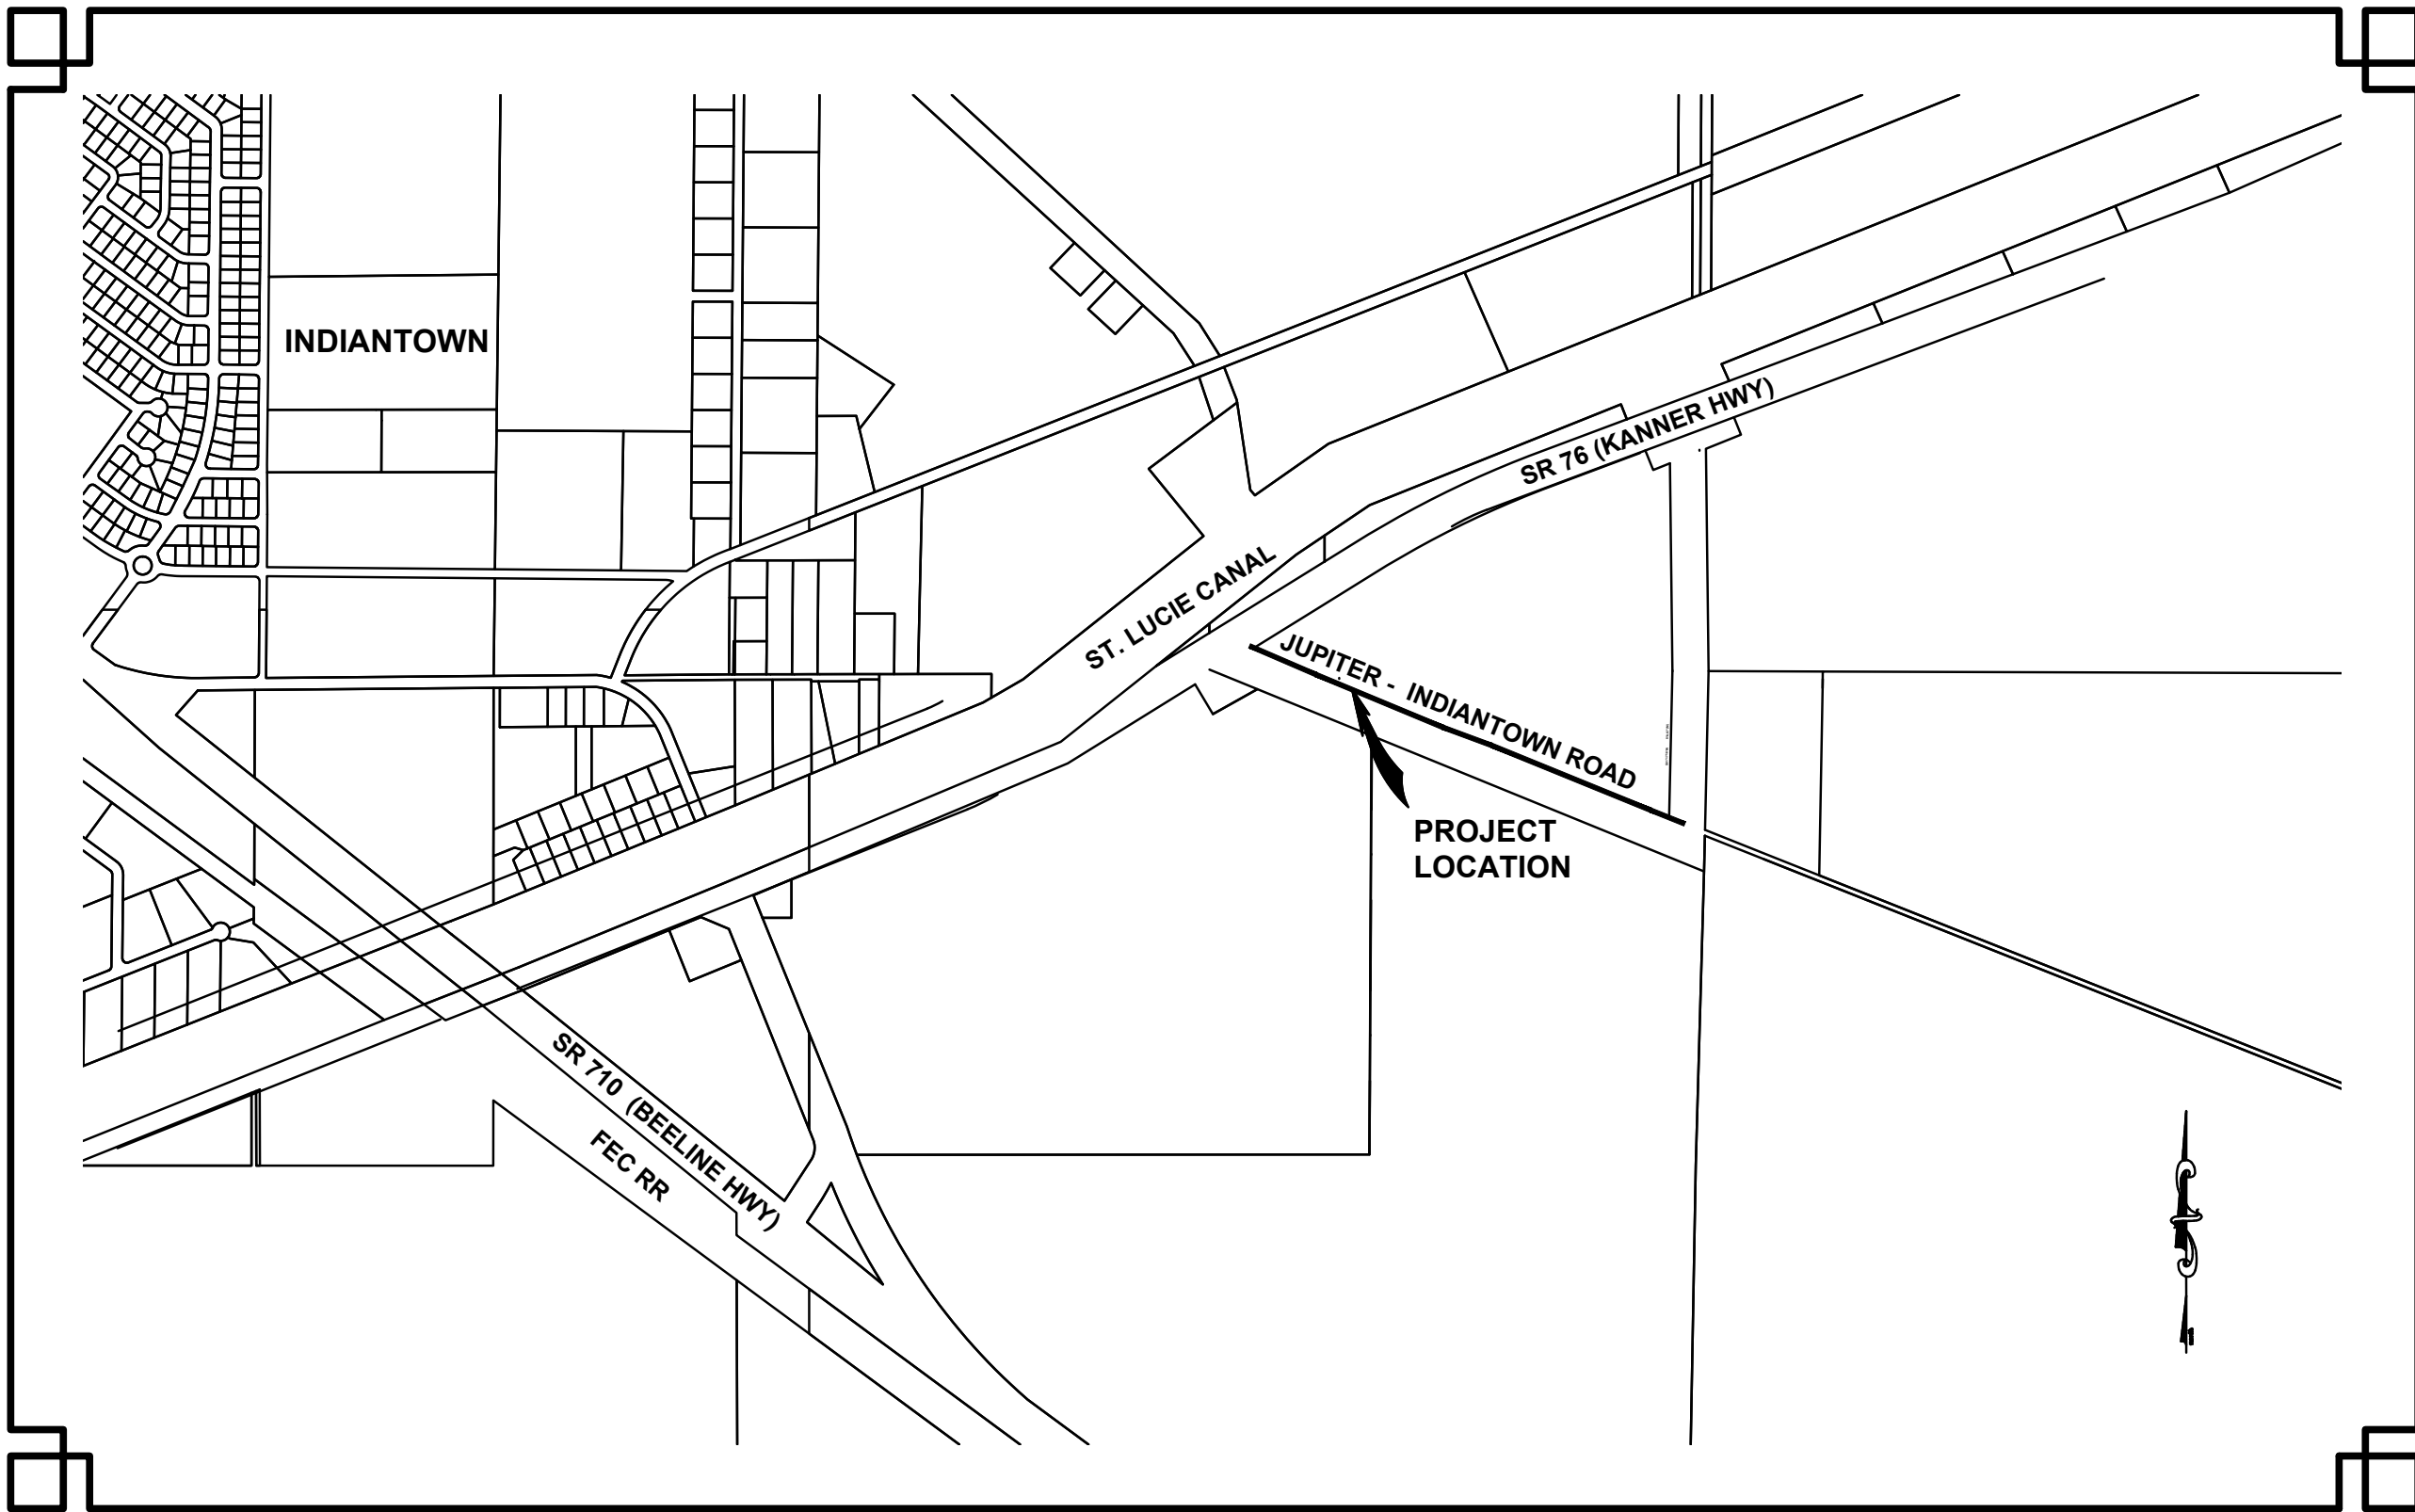 INDIANTOWN
SR 76 (KANNER HWY)
ST. LUCIE CANAL
JUPITER - INDIANTOWN ROAD
PROJECT
LOCATION
SR 710 (BEELINE HWY)
FEC RR